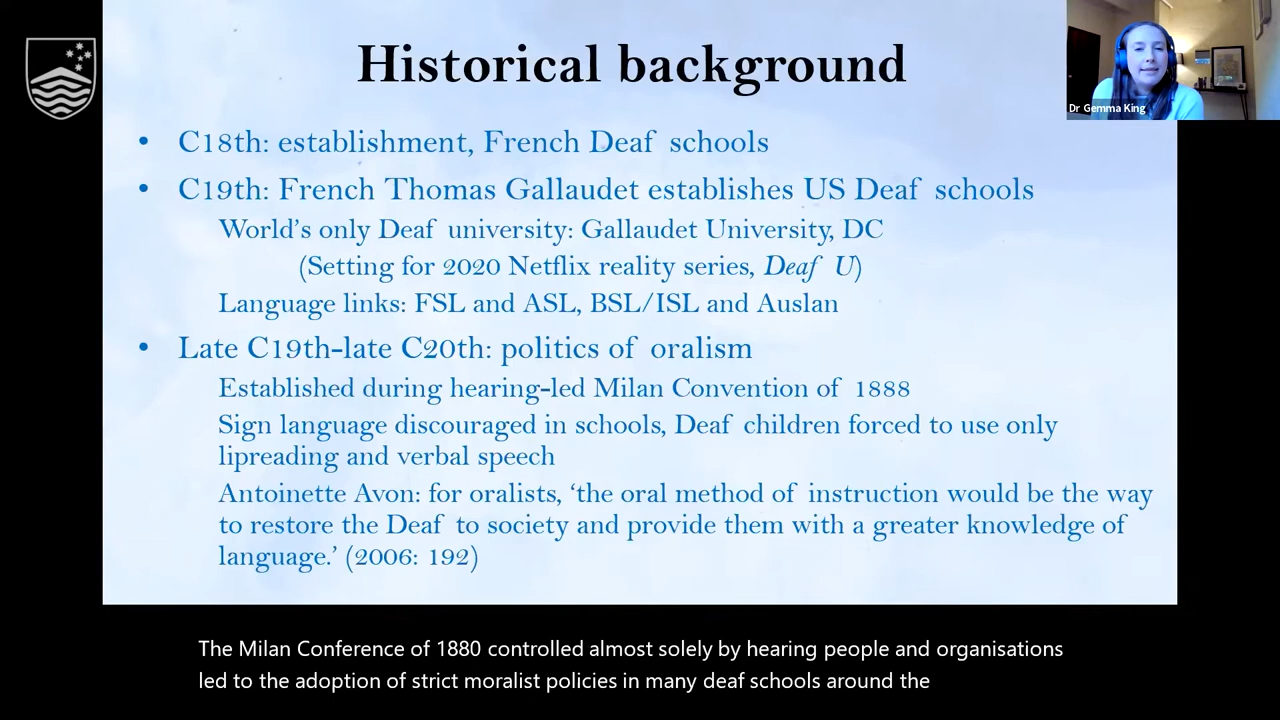 Historical background
Dr Gemma King
• C18th: establishment, French Deaf schools
• C19th: French Thomas Gallaudet establishes US Deaf schools
World's only Deaf university: Gallaudet University, DC
(Setting for 2020 Netflix reality series, Deaf U)
Language links: FSL and ASL, BSL/ISL and Auslan
• Late C19th-late C20th: politics of oralism
Established during hearing-led Milan Convention of 1888
Sign language discouraged in schools, Deaf children forced to use only
lipreading and verbal speech
Antoinette Avon: for oralists, 'the oral method of instruction would be the way
to restore the Deaf to society and provide them with a greater knowledge of
language.' (2006: 192)
The Milan Conference of 1880 controlled almost solely by hearing people and organisations
led to the adoption of strict moralist policies in many deaf schools around the